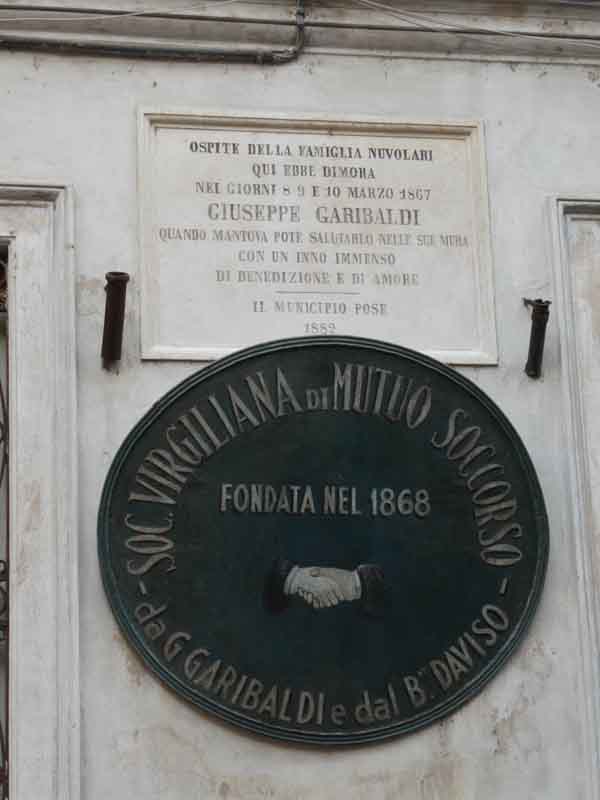 OSPITE DELLA FAMIGLIA NUVOLARI
QUI EBBE DIMORA
NEI GIORNI 8 9 E 10 MARZO 1867
GIUSEPPE GARIBALDI
QUANDO MANTOVA POTÈ SALUTARLO NELLE SUE MURA
CON UN INNO IMMENSO
DI BENEDIZIONE E DI AMORE
IL MUNICIPIO POSE
1882
SOC. VIRGILIANA DI MUTUO SOCCORSO
FONDATA NEL 1868
- da G. GARIBALDI e dal B.ne DAVISO -